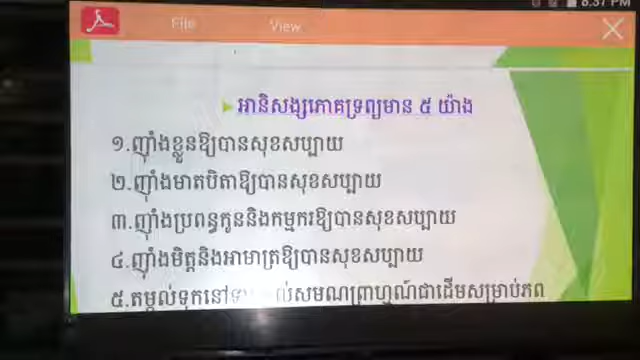 8:37 PM
File View
អានិសង្សភោគទ្រព្យមាន ៥ យ៉ាង
១.ញ៉ាំងខ្លួនឱ្យបានសុខសប្បាយ
២.ញ៉ាំងមាតបិតាឱ្យបានសុខសប្បាយ
៣.ញ៉ាំងប្រពន្ធកូននិងកម្មករឱ្យបានសុខសប្បាយ
៤.ញ៉ាំងមិត្តនិងអាមាត្រឱ្យបានសុខសប្បាយ
៥.តម្កល់ទុកនៅ សមណព្រាហ្មណ៍ជាដើមសម្រាប់ភព